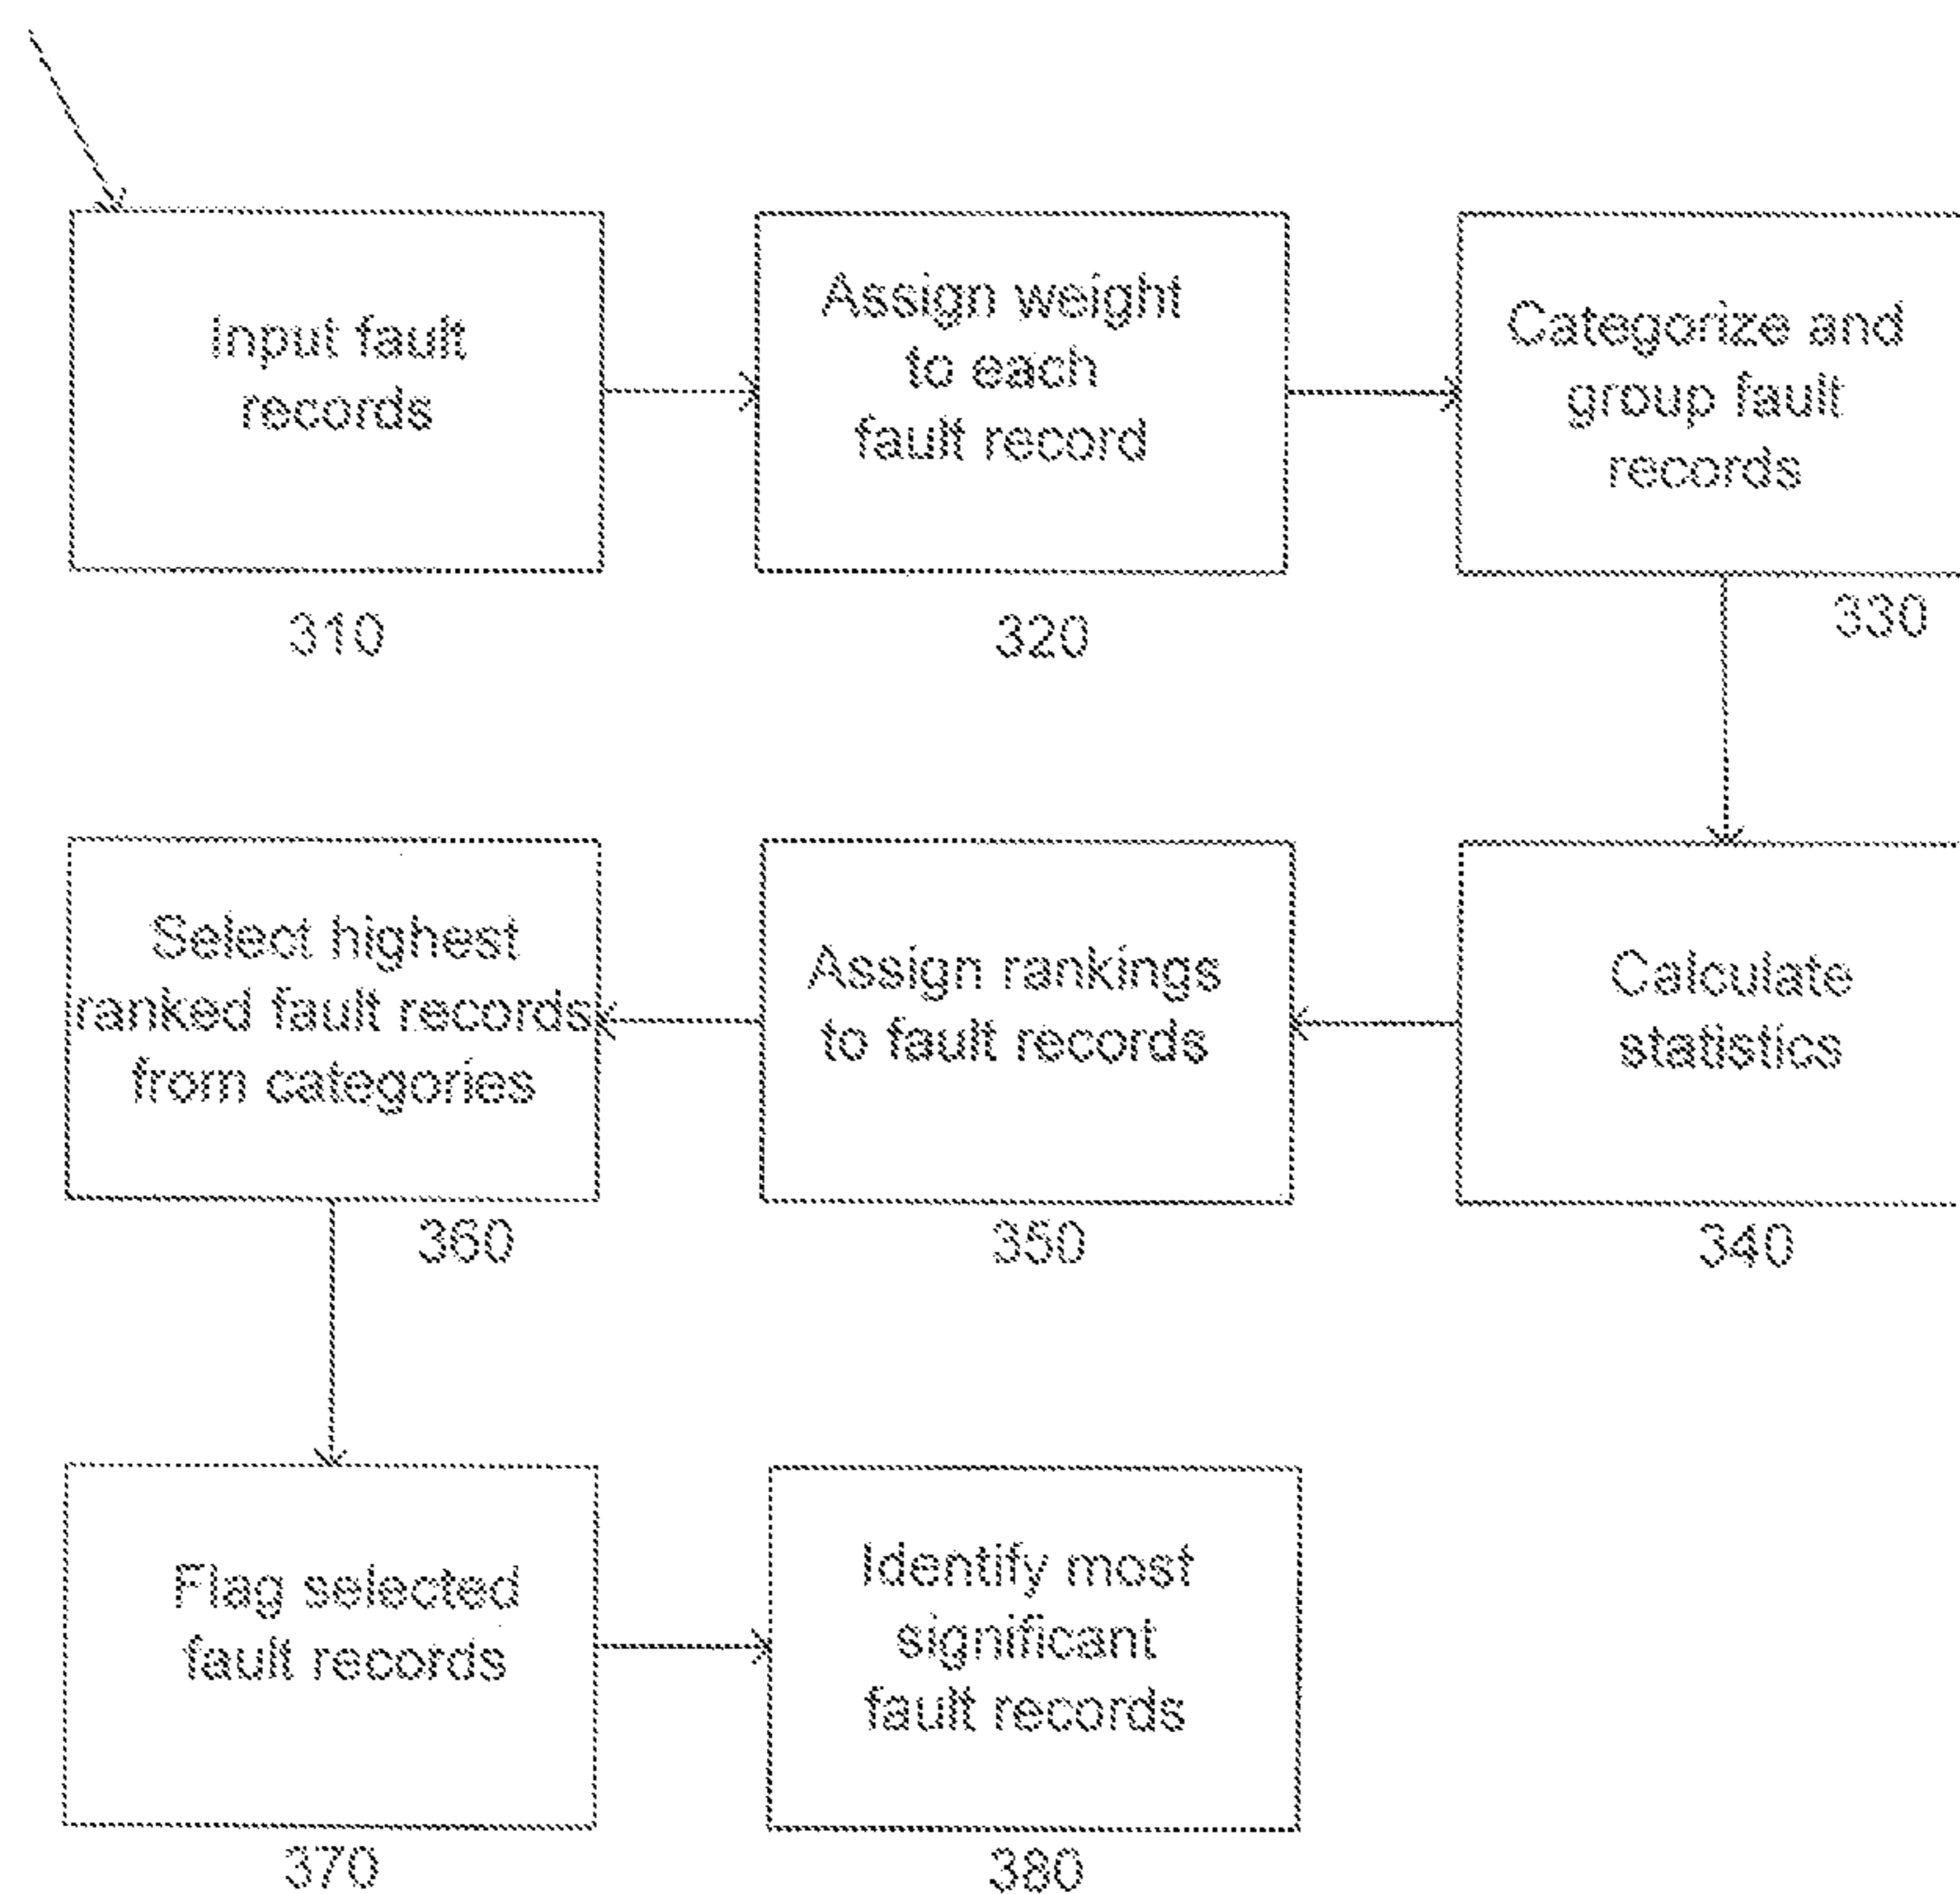 Input fault
records
310
Assign weight
to each
fault record
320
Categorize and
group fault
records
330
Calculate
statistics
340
Assign rankings
to fault records
350
Select highest
ranked fault records
from categories
360
Flag selected
fault records
370
Identify most
significant
fault records
380